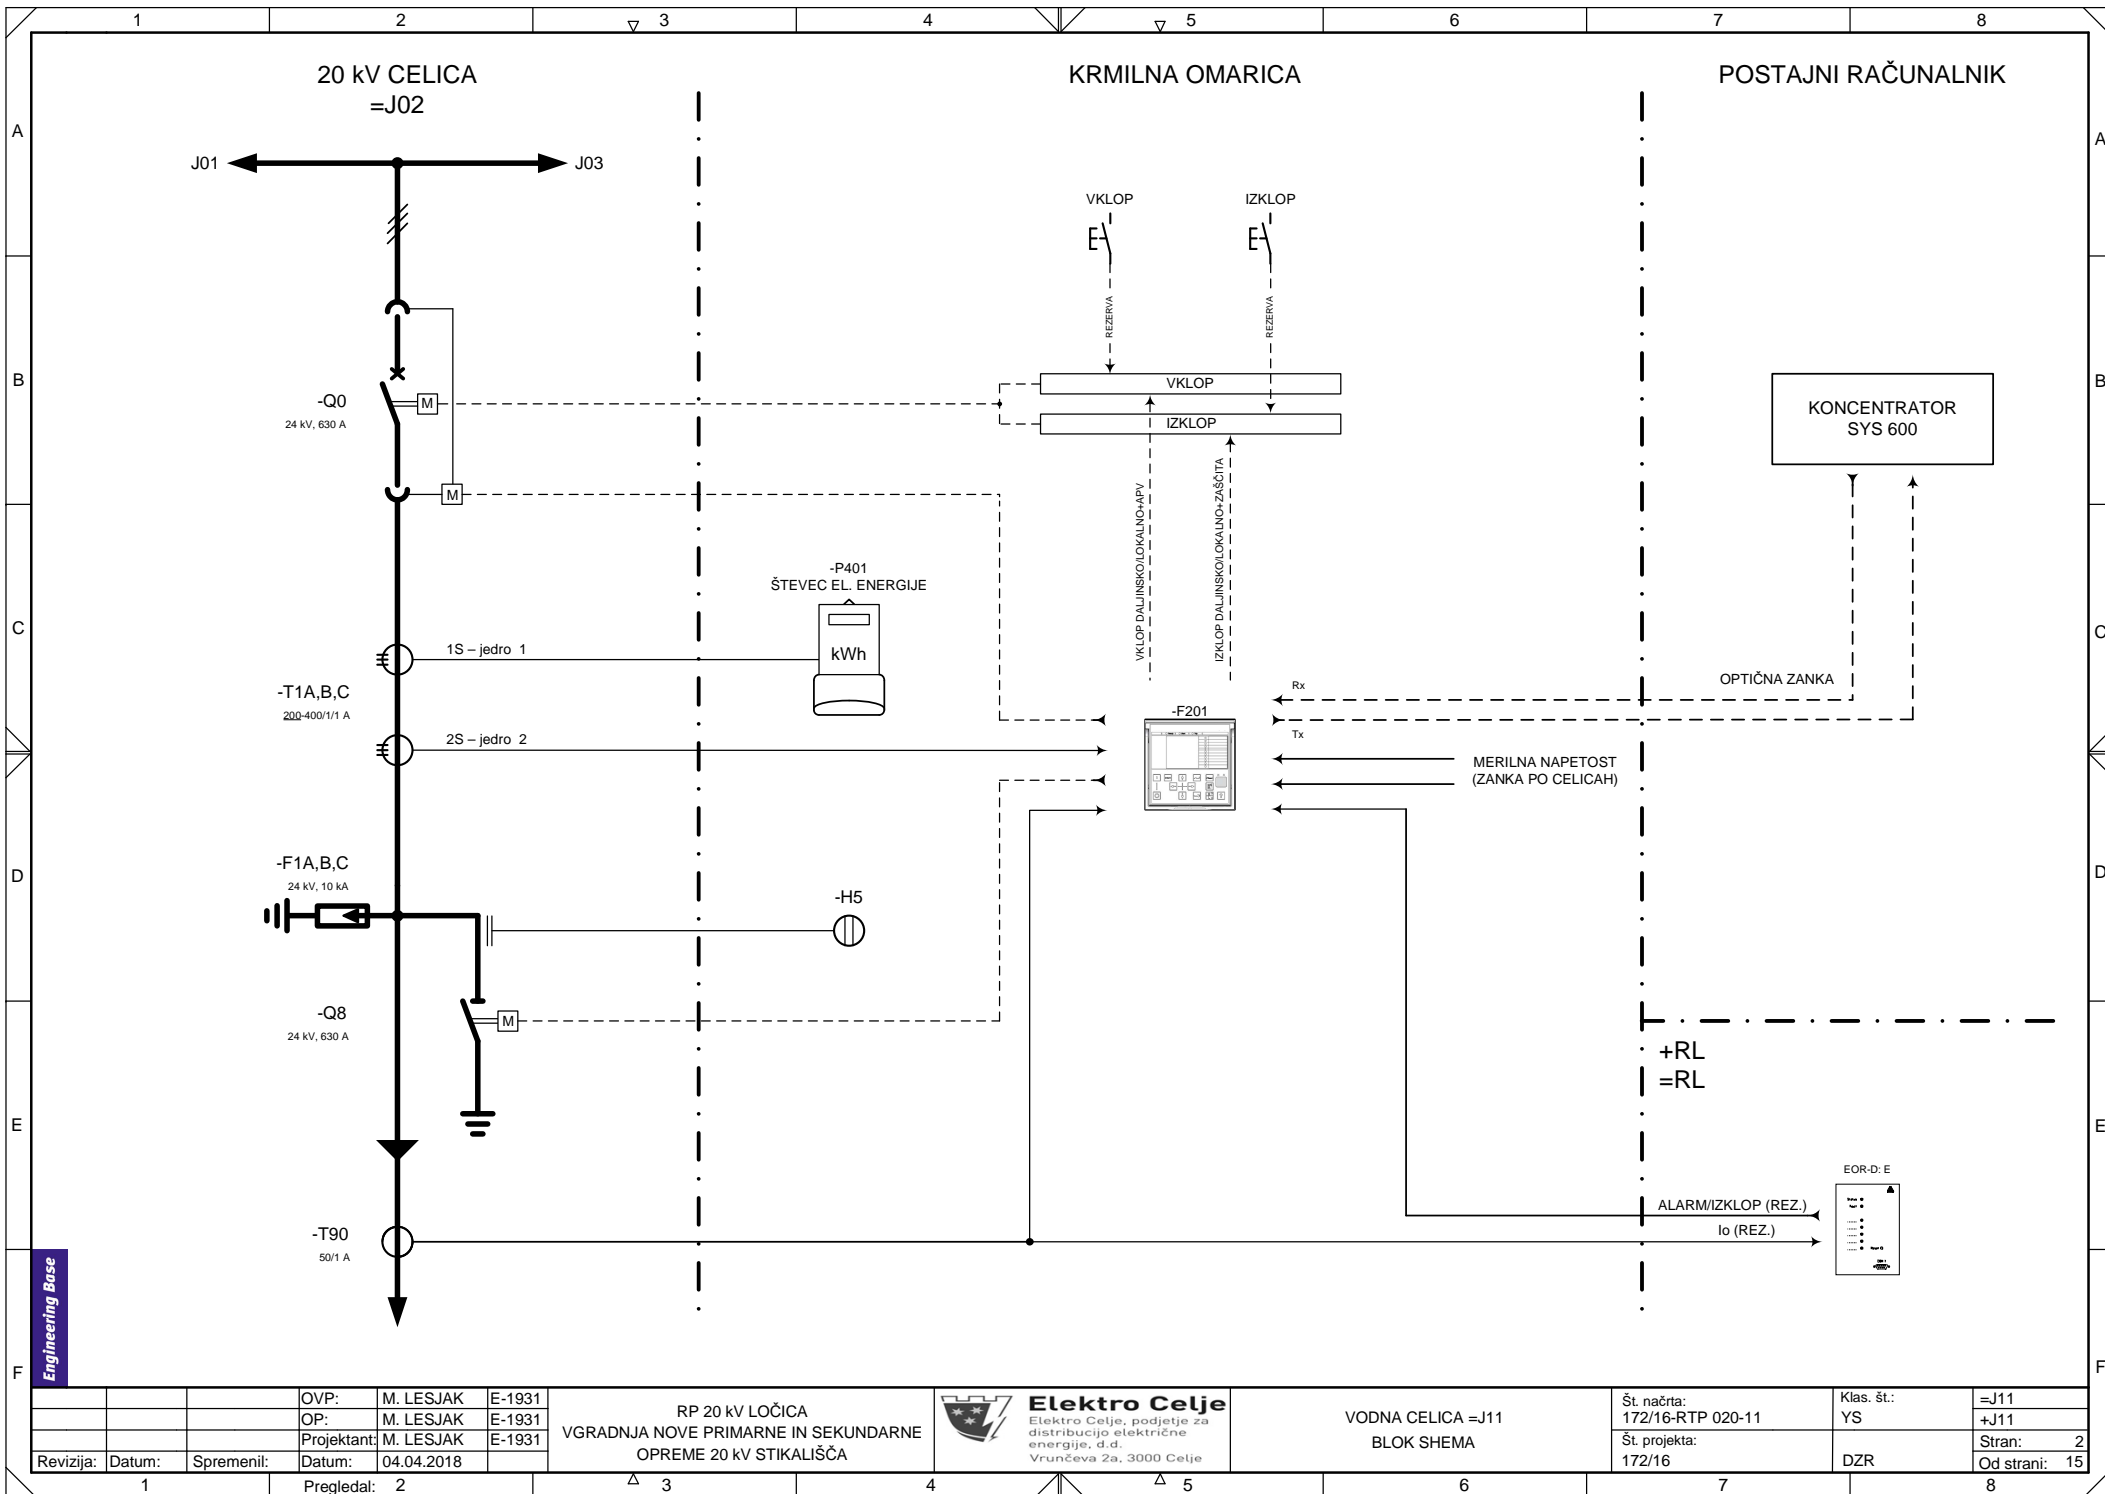 1 2 3 4 5 6 7 8
20 kV CELICA
=J02
KRMILNA OMARICA
POSTAJNI RAČUNALNIK
A
A
J01
J03
VKLOP
IZKLOP
REZERVA
REZERVA
B
B
VKLOP
IZKLOP
-Q0
24 kV, 630 A
M
M
KONCENTRATOR
SYS 600
VKLOP DALJINSKO/LOKALNO+APV
IZKLOP DALJINSKO/LOKALNO+ZAŠČITA
-P401
ŠTEVEC EL. ENERGIJE
kWh
C
C
1S – jedro 1
-T1A,B,C
200-400/1/1 A
2S – jedro 2
Rx
OPTIČNA ZANKA
-F201
Tx
MERILNA NAPETOST
(ZANKA PO CELICAH)
D
D
-F1A,B,C
24 kV, 10 kA
-H5
-Q8
24 kV, 630 A
M
+RL
=RL
E
E
EOR-D: E
ALARM/IZKLOP (REZ.)
Io (REZ.)
-T90
50/1 A
Engineering Base
F
F
OVP: M. LESJAK E-1931
OP: M. LESJAK E-1931
Projektant: M. LESJAK E-1931
Revizija: Datum: Spremenil: Datum: 04.04.2018
RP 20 kV LOČICA
VGRADNJA NOVE PRIMARNE IN SEKUNDARNE
OPREME 20 kV STIKALIŠČA
Elektro Celje
Elektro Celje, podjetje za
distribucijo električne
energije, d.d.
Vrunčeva 2a, 3000 Celje
VODNA CELICA =J11
BLOK SHEMA
Št. načrta:
172/16-RTP 020-11
Št. projekta:
172/16
Klas. št.:
YS
DZR
=J11
+J11
Stran: 2
Od strani: 15
Pregledal:
1 2 3 4 5 6 7 8